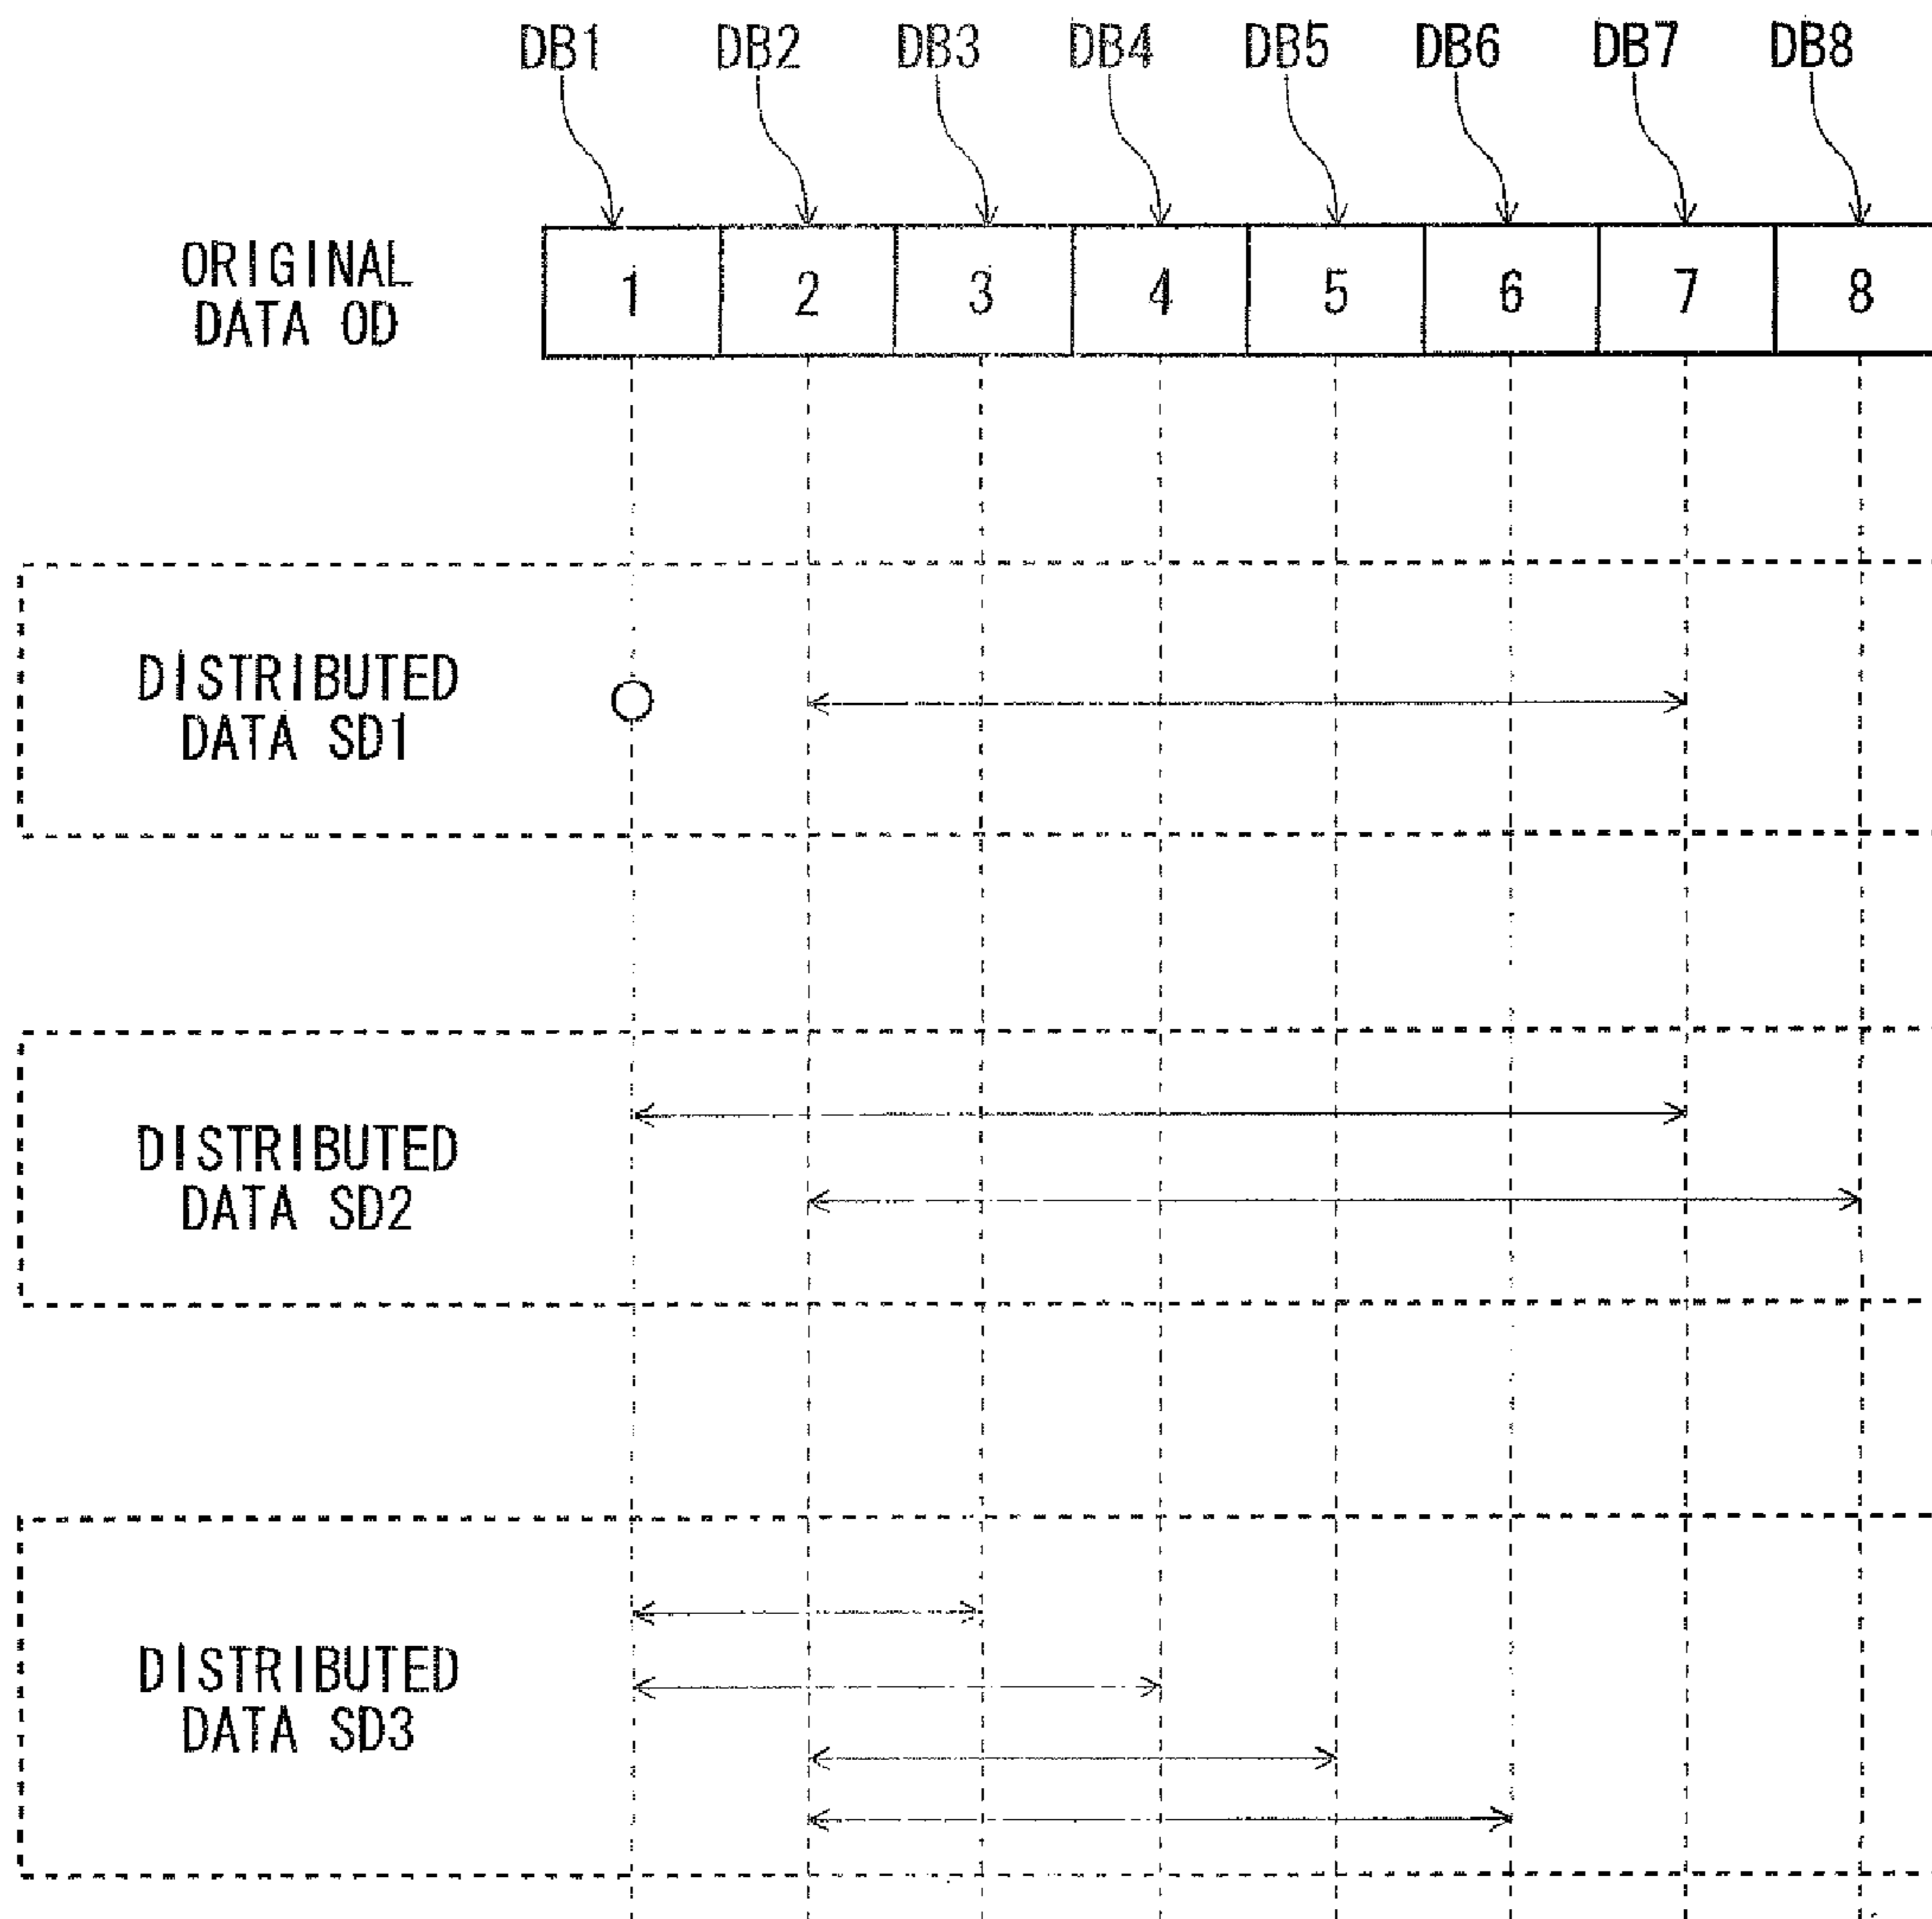 DB1 DB2 DB3 DB4 DB5 DB6 DB7 DB8
ORIGINAL
DATA OD
1 2 3 4 5 6 7 8
DISTRIBUTED
DATA SD1
DISTRIBUTED
DATA SD2
DISTRIBUTED
DATA SD3